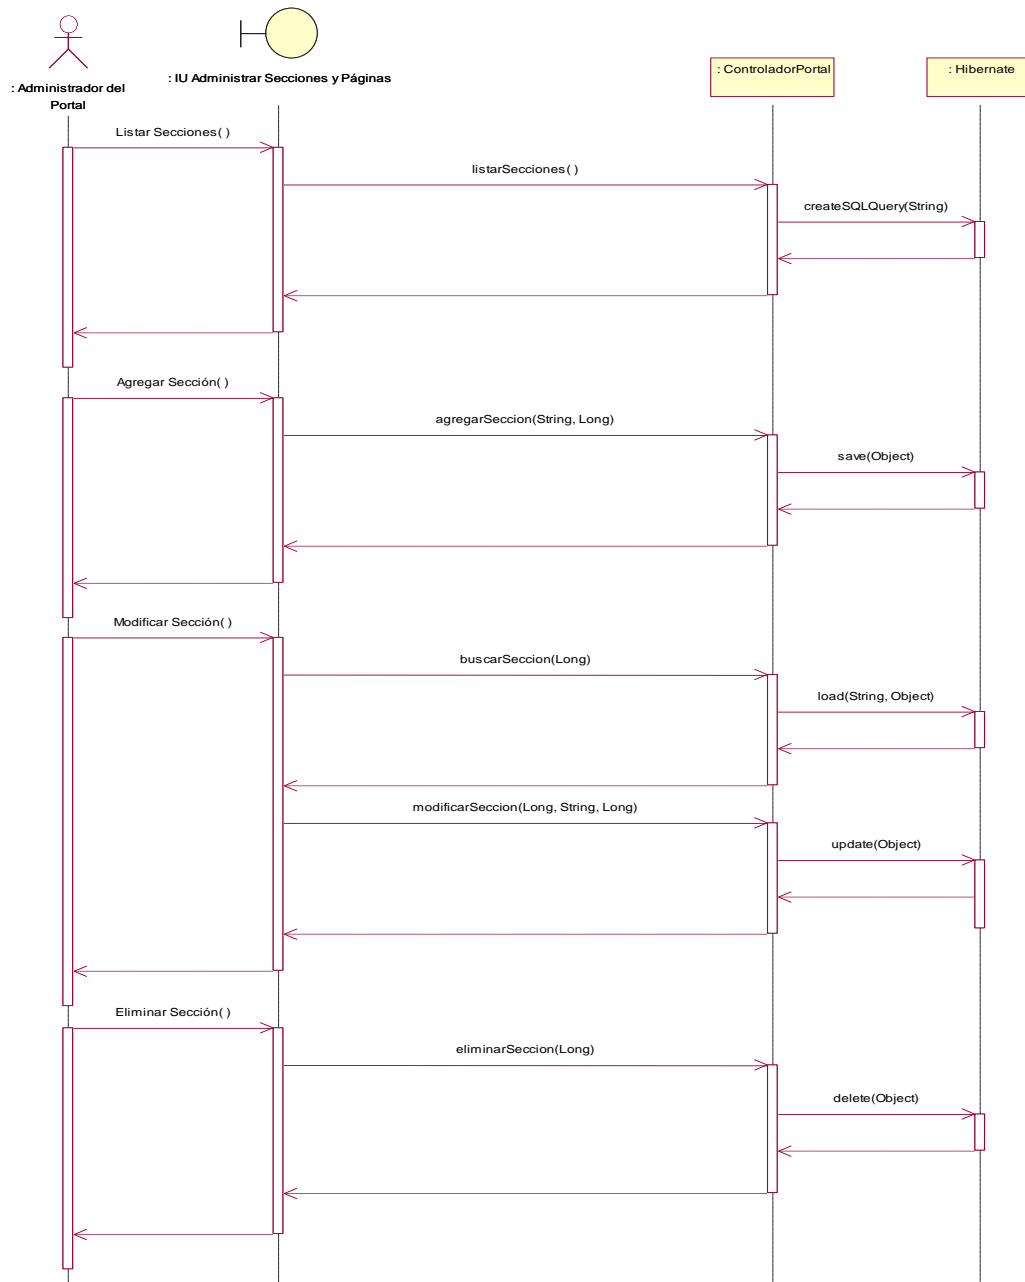 : Administrador del
Portal
: IU Administrar Secciones y Páginas
: ControladorPortal
: Hibernate
Listar Secciones( )
listarSecciones( )
createSQLQuery(String)
Agregar Sección( )
agregarSeccion(String, Long)
save(Object)
Modificar Sección( )
buscarSeccion(Long)
load(String, Object)
modificarSeccion(Long, String, Long)
update(Object)
Eliminar Sección( )
eliminarSeccion(Long)
delete(Object)